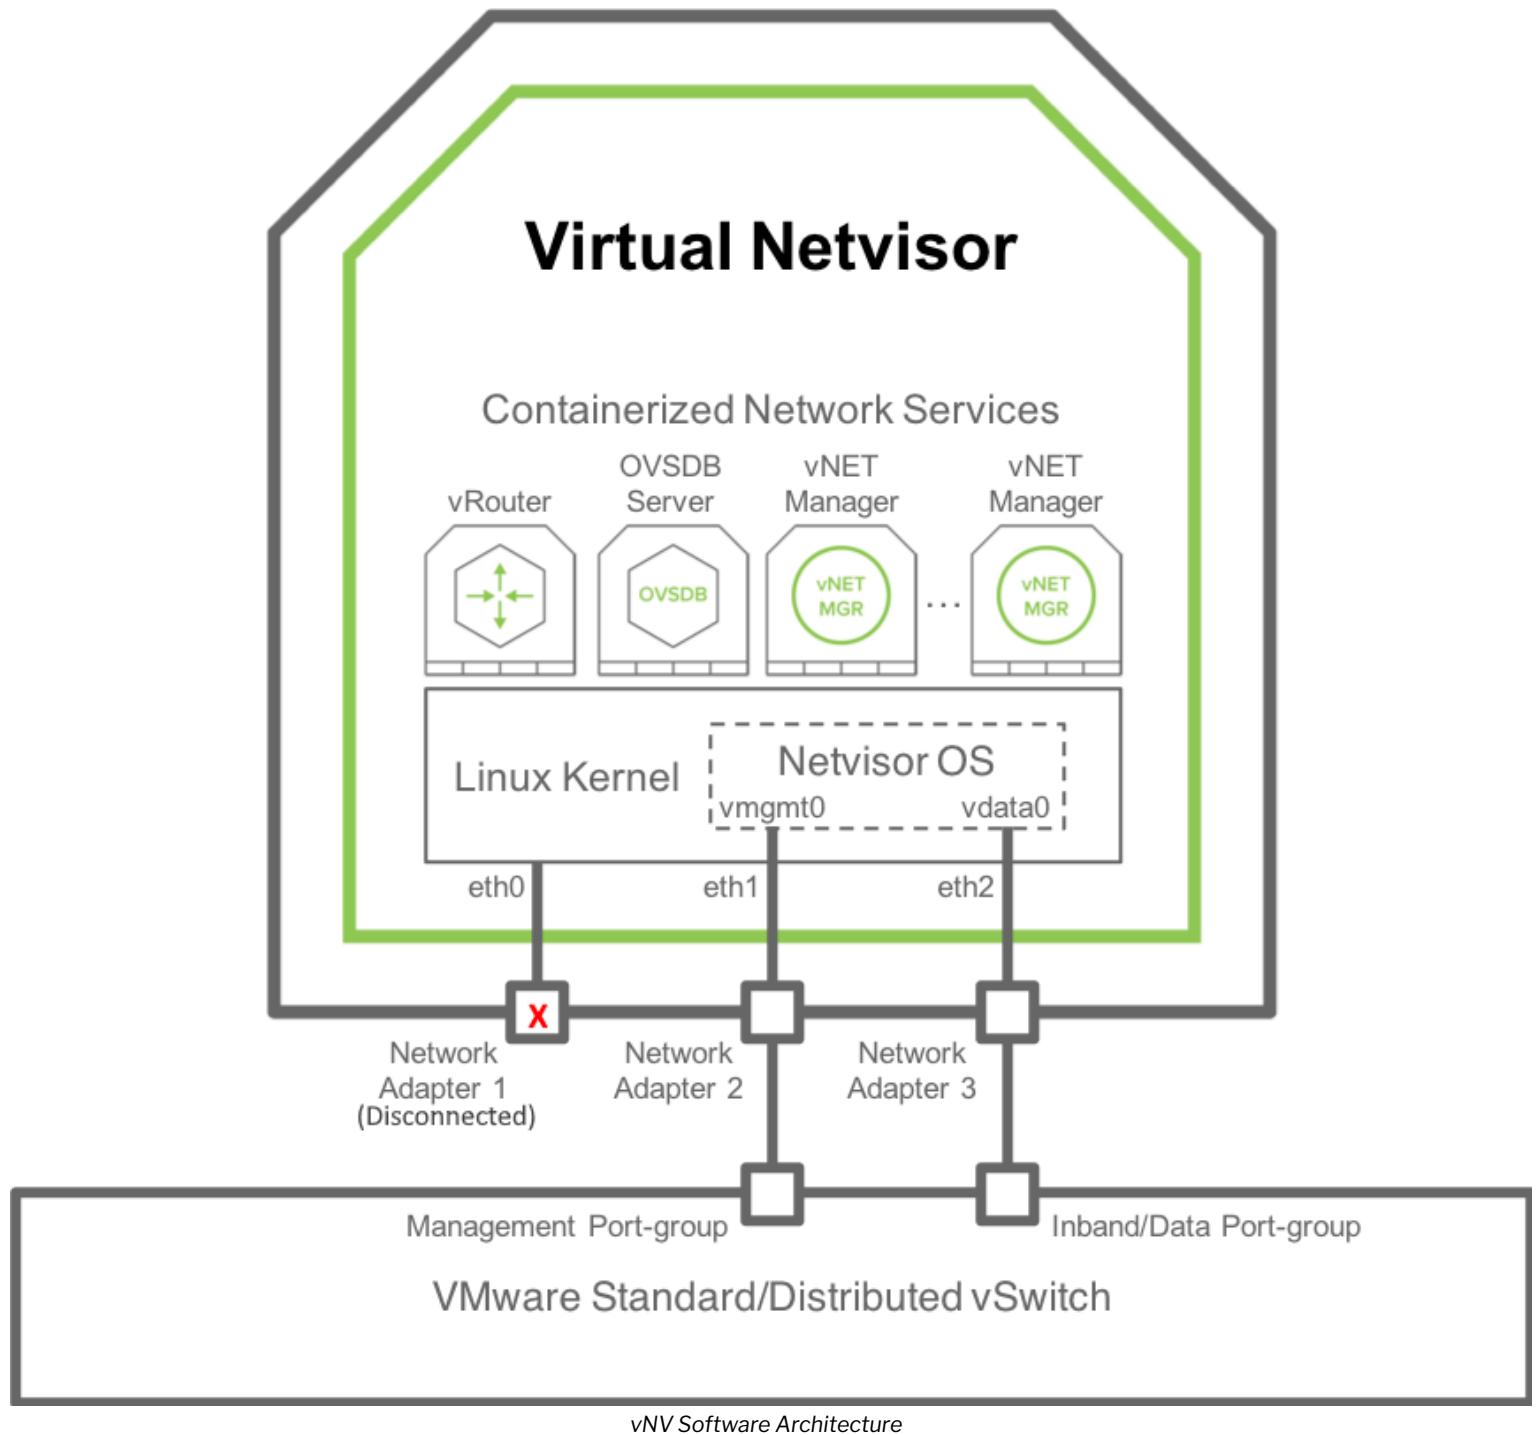 Virtual Netvisor
Containerized Network Services
vRouter
OVSDB
Server
vNET
Manager
vNET
Manager
OVSDB
vNET
MGR
...
vNET
MGR
Linux Kernel
Netvisor OS
vmgmt0
vdata0
eth0
eth1
eth2
X
Network
Adapter 1
(Disconnected)
Network
Adapter 2
Network
Adapter 3
Management Port-group
Inband/Data Port-group
VMware Standard/Distributed vSwitch
vNV Software Architecture